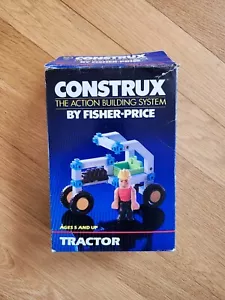 CONSTRUX
THE ACTION BUILDING SYSTEM
BY FISHER-PRICE
AGES 5 AND UP
TRACTOR